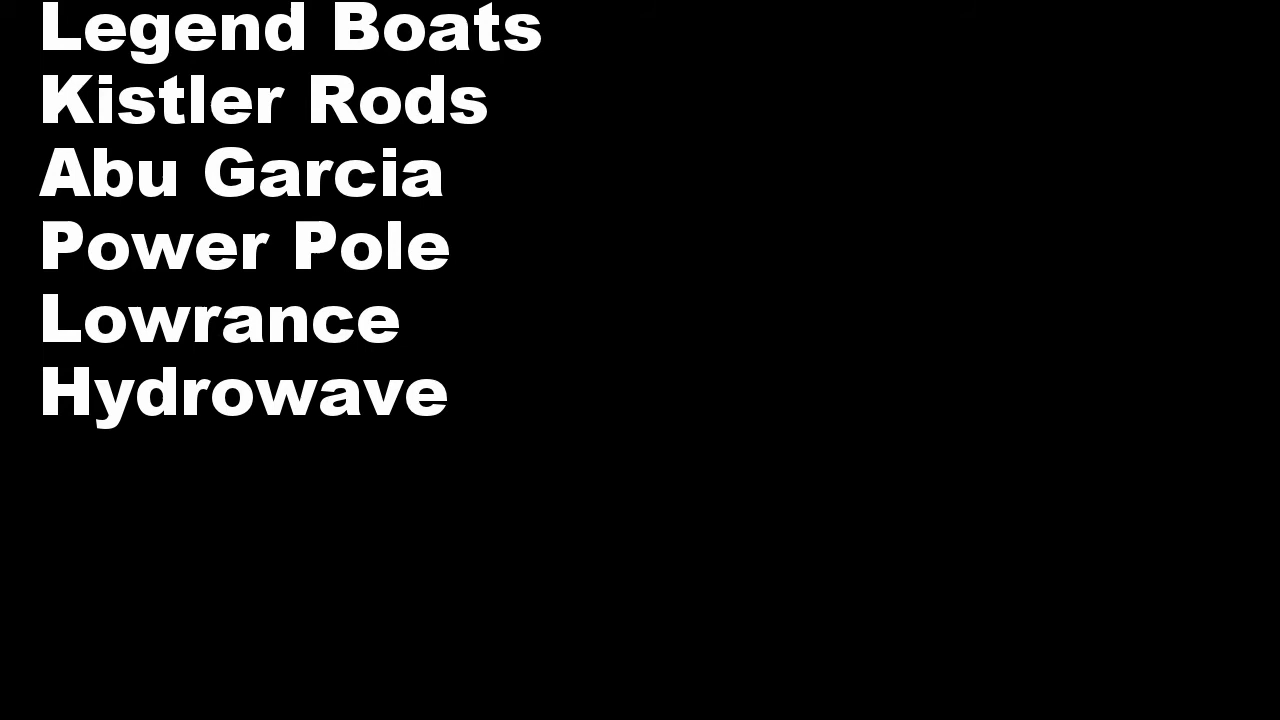 Legend Boats
Kistler Rods
Abu Garcia
Power Pole
Lowrance
Hydrowave